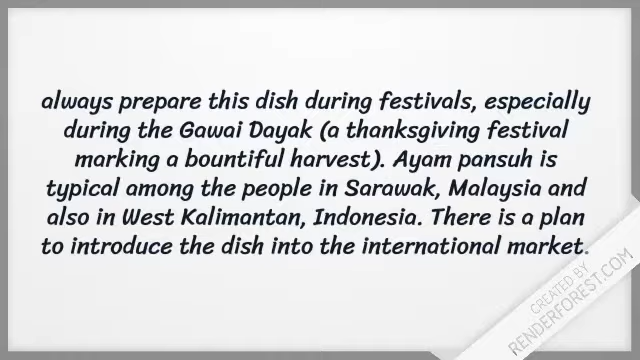 always prepare this dish during festivals, especially
during the Gawai Dayak (a thanksgiving festival
marking a bountiful harvest). Ayam pansuh is
typical among the people in Sarawak, Malaysia and
also in West Kalimantan, Indonesia. There is a plan
to introduce the dish into the international market.
CREATED BY
RENDERFOREST.COM